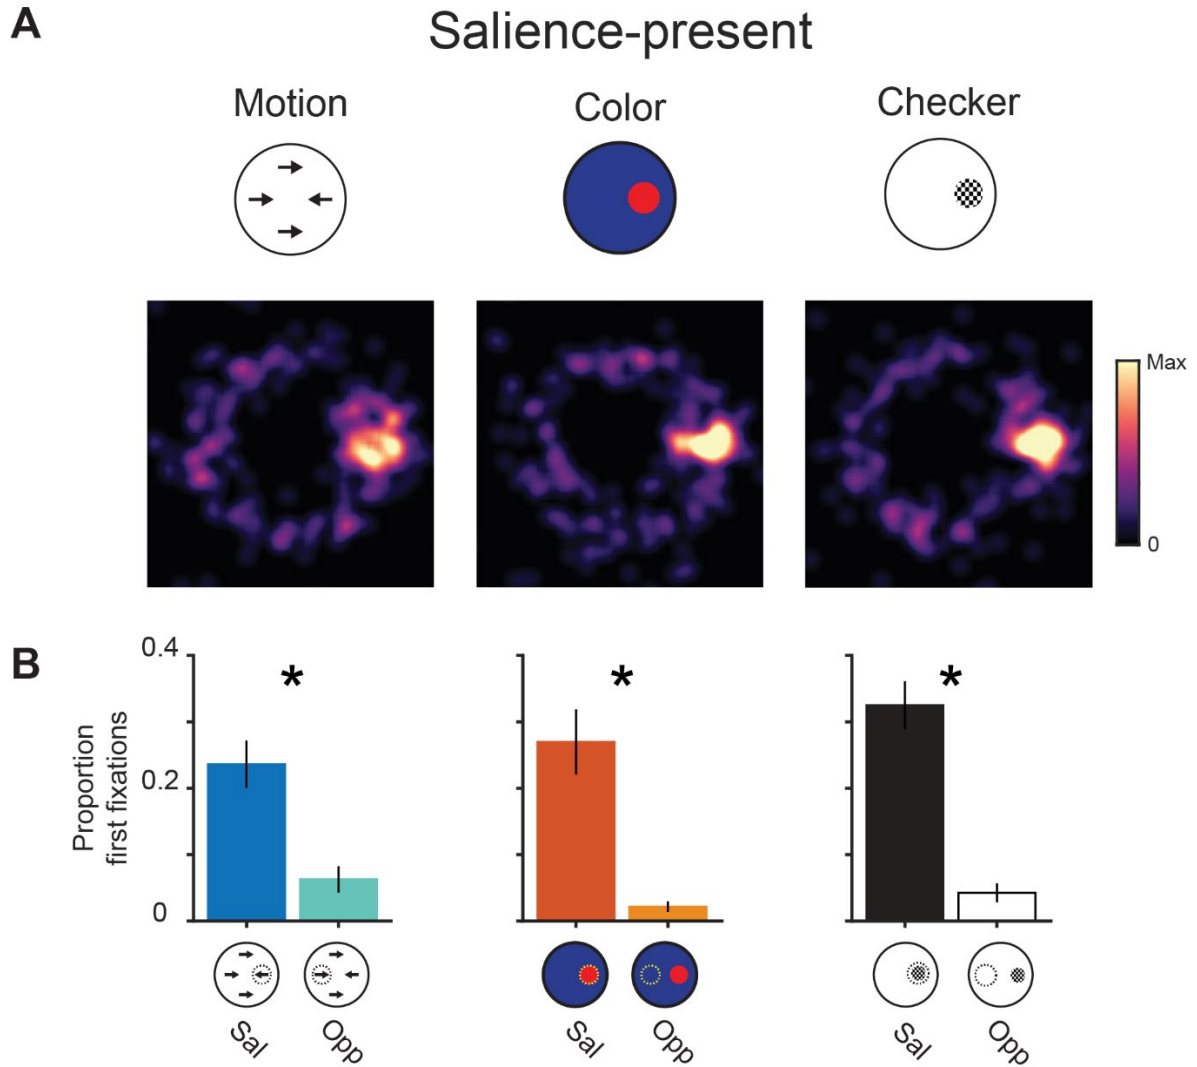 A
Salience-present
Motion
Color
Checker
Max
0
B
0.4
0.2
0
Proportion
first fixations
*
*
*
Sal
Opp
Sal
Opp
Sal
Opp